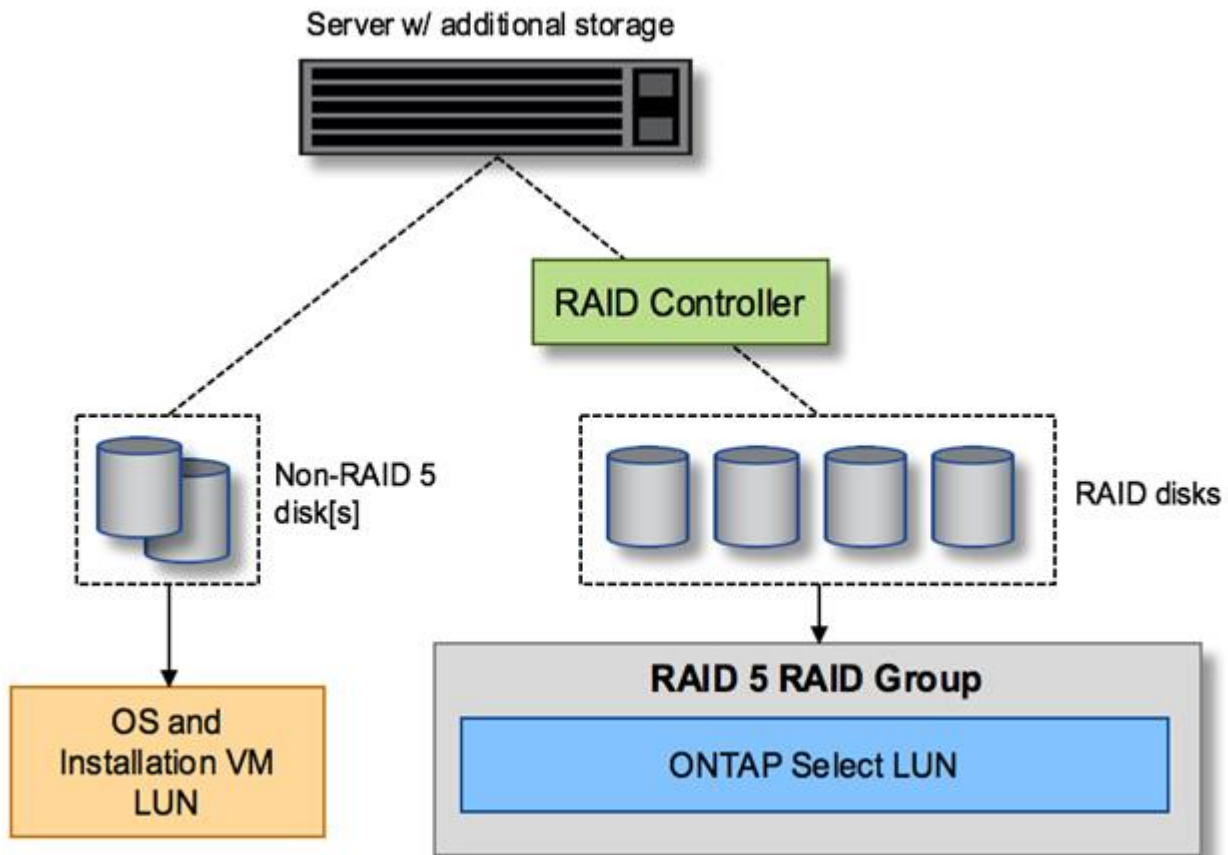 Server w/ additional storage
RAID Controller
Non-RAID 5
disk[s]
RAID disks
OS and
Installation VM
LUN
RAID 5 RAID Group
ONTAP Select LUN